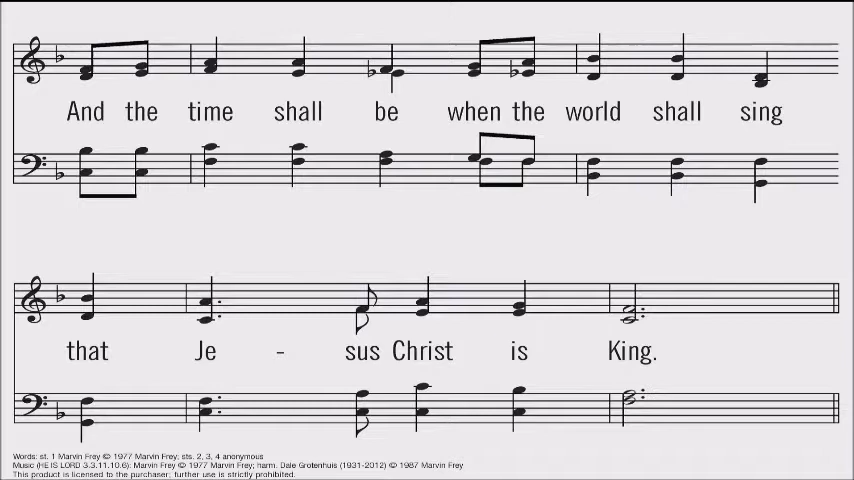 And the time shall be when the world shall sing
that Je - sus Christ is King.
Words: st. 1 Marvin Frey © 1977 Marvin Frey; sts. 2, 3, 4 anonymous
Music (HE IS LORD 3.3.11.10.6): Marvin Frey © 1977 Marvin Frey; harm. Dale Grotenhuis (1931-2012) © 1987 Marvin Frey
This product is licensed to the purchaser; further use is strictly prohibited.